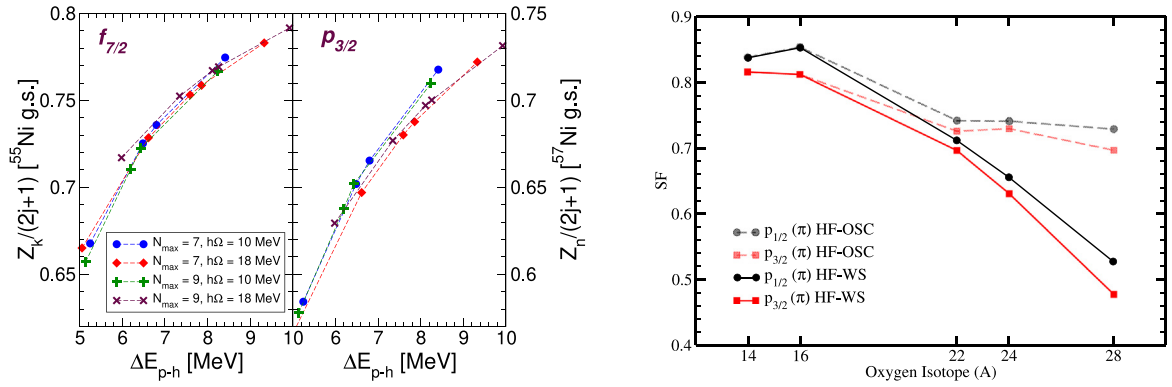 f7/2
p3/2
0.8
0.75
0.7
0.65
Zk/(2j+1) [55Ni g.s.]
Nmax = 7, hΩ = 10 MeV
Nmax = 7, hΩ = 18 MeV
Nmax = 9, hΩ = 10 MeV
Nmax = 9, hΩ = 18 MeV
5 6 7 8 9 10
ΔEp-h [MeV]
6 7 8 9 10
ΔEp-h [MeV]
0.75
0.7
0.65
0.6
Zn/(2j+1) [57Ni g.s.]
0.9
0.8
0.7
0.6
0.5
0.4
SF
p1/2 (π) HF-OSC
p3/2 (π) HF-OSC
p1/2 (π) HF-WS
p3/2 (π) HF-WS
14 16 22 24 28
Oxygen Isotope (A)